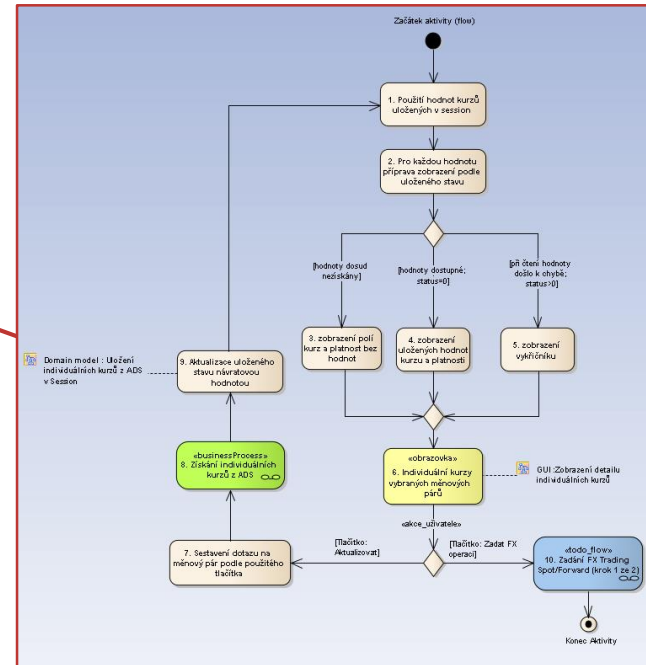 Začátek aktivity (flow)
1. Použití hodnot kurzů
uložených v session
2. Pro každou hodnotu
příprava zobrazení podle
uloženého stavu
[hodnoty dosud
nezískány]
[hodnoty dostupné;
status=0]
[při čtení hodnoty
došlo k chybě;
status>0]
3. zobrazení polí
kurz a platnost bez
hodnot
4. zobrazení
uložených hodnot
kurzu a platnosti
5. zobrazení
vykřičníku
Domain model : Uložení
individuálních kurzů z ADS
v Session
9. Aktualizace uloženého
stavu návratovou
hodnotou
«businessProcess»
8. Získání individuálních
kurzů z ADS
«obrazovka»
6. Individuální kurzy
vybraných měnových
párů
GUI :Zobrazení detailu
individuálních kurzů
«akce_uživatele»
[Tlačítko:
Aktualizovat]
[Tlačítko: Zadat FX
operaci]
7. Sestavení dotazu na
měnový pár podle použitého
tlačítka
«todo_flow»
10. Zadání FX Trading
Spot/Forward (krok 1 ze 2)
Konec Aktivity